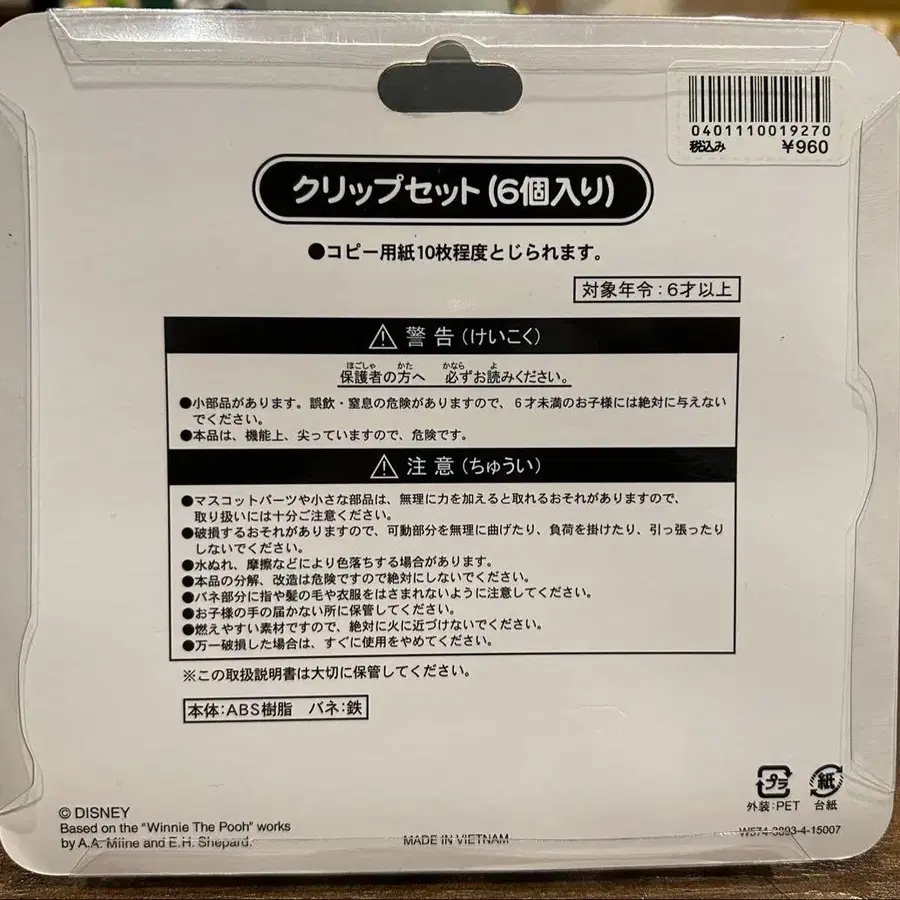 0401110019270
税込み ¥960
クリップセット(6個入り)
●コピー用紙10枚程度とじられます。
対象年令:6才以上
⚠ 警告(けいこく)
ほごしゃ かた かなら よ
保護者の方へ 必ずお読みください。
●小部品があります。誤飲・窒息の危険がありますので、6才未満のお子様には絶対に与えない
でください。
●本品は、機能上、尖っていますので、危険です。
⚠ 注意(ちゅうい)
●マスコットパーツや小さな部品は、無理に力を加えると取れるおそれがありますので、
取り扱いには十分ご注意ください。
●破損するおそれがありますので、可動部分を無理に曲げたり、負荷を掛けたり、引っ張ったり
しないでください。
●水ぬれ、摩擦などにより色落ちする場合があります。
●本品の分解、改造は危険ですので絶対にしないでください。
●バネ部分に指や髪の毛や衣服をはさまれないように注意してください。
●お子様の手の届かない所に保管してください。
●燃えやすい素材ですので、絶対に火に近づけないでください。
●万一破損した場合は、すぐに使用をやめてください。
※この取扱説明書は大切に保管してください。
本体:ABS樹脂 バネ:鉄
プラ 紙
外装:PET 台紙
© DISNEY
Based on the "Winnie The Pooh" works
by A.A. Milne and E.H. Shepard.
MADE IN VIETNAM
W574-3893-4-15007